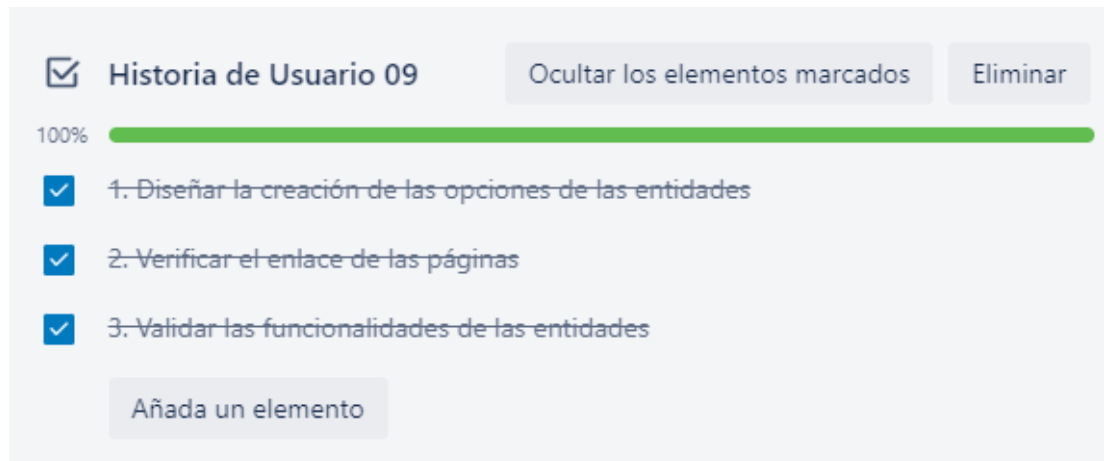 Historia de Usuario 09
Ocultar los elementos marcados
Eliminar
100%
1. Diseñar la creación de las opciones de las entidades
2. Verificar el enlace de las páginas
3. Validar las funcionalidades de las entidades
Añada un elemento